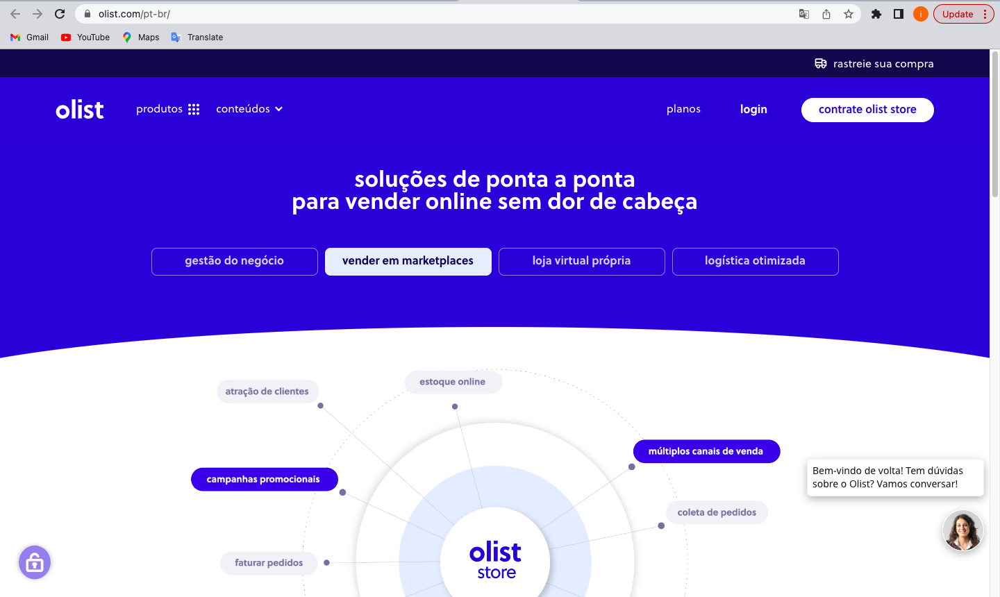 olist.com/pt-br/
i
Update
Gmail
YouTube
Maps
Translate
rastreie sua compra
olist
produtos
conteúdos
planos
login
contrate olist store
soluções de ponta a ponta
para vender online sem dor de cabeça
gestão do negócio
vender em marketplaces
loja virtual própria
logística otimizada
estoque online
atração de clientes
múltiplos canais de venda
campanhas promocionais
Bem-vindo de volta! Tem dúvidas
sobre o Olist? Vamos conversar!
coleta de pedidos
faturar pedidos
olist
store